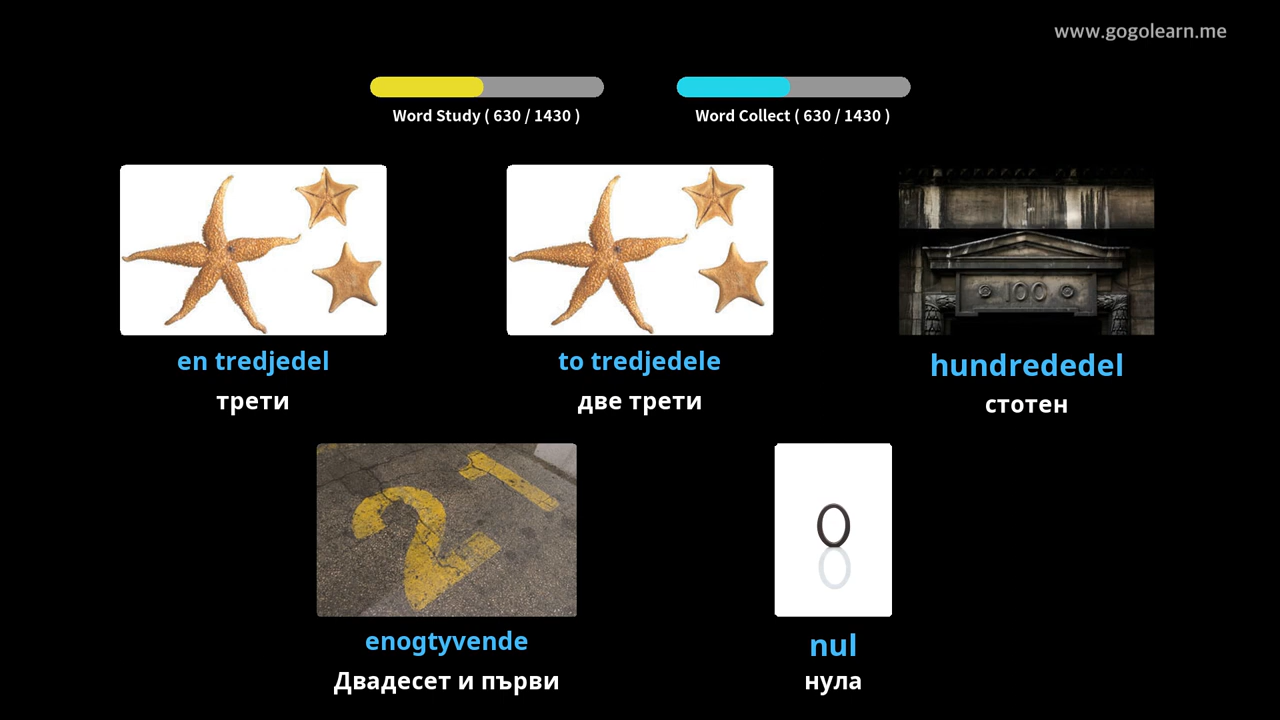 www.gogolearn.me
Word Study ( 630 / 1430 )
Word Collect ( 630 / 1430 )
en tredjedel
трети
to tredjedele
две трети
100
hundrededel
стотен
21
enogtyvende
Двадесет и първи
0
nul
нула